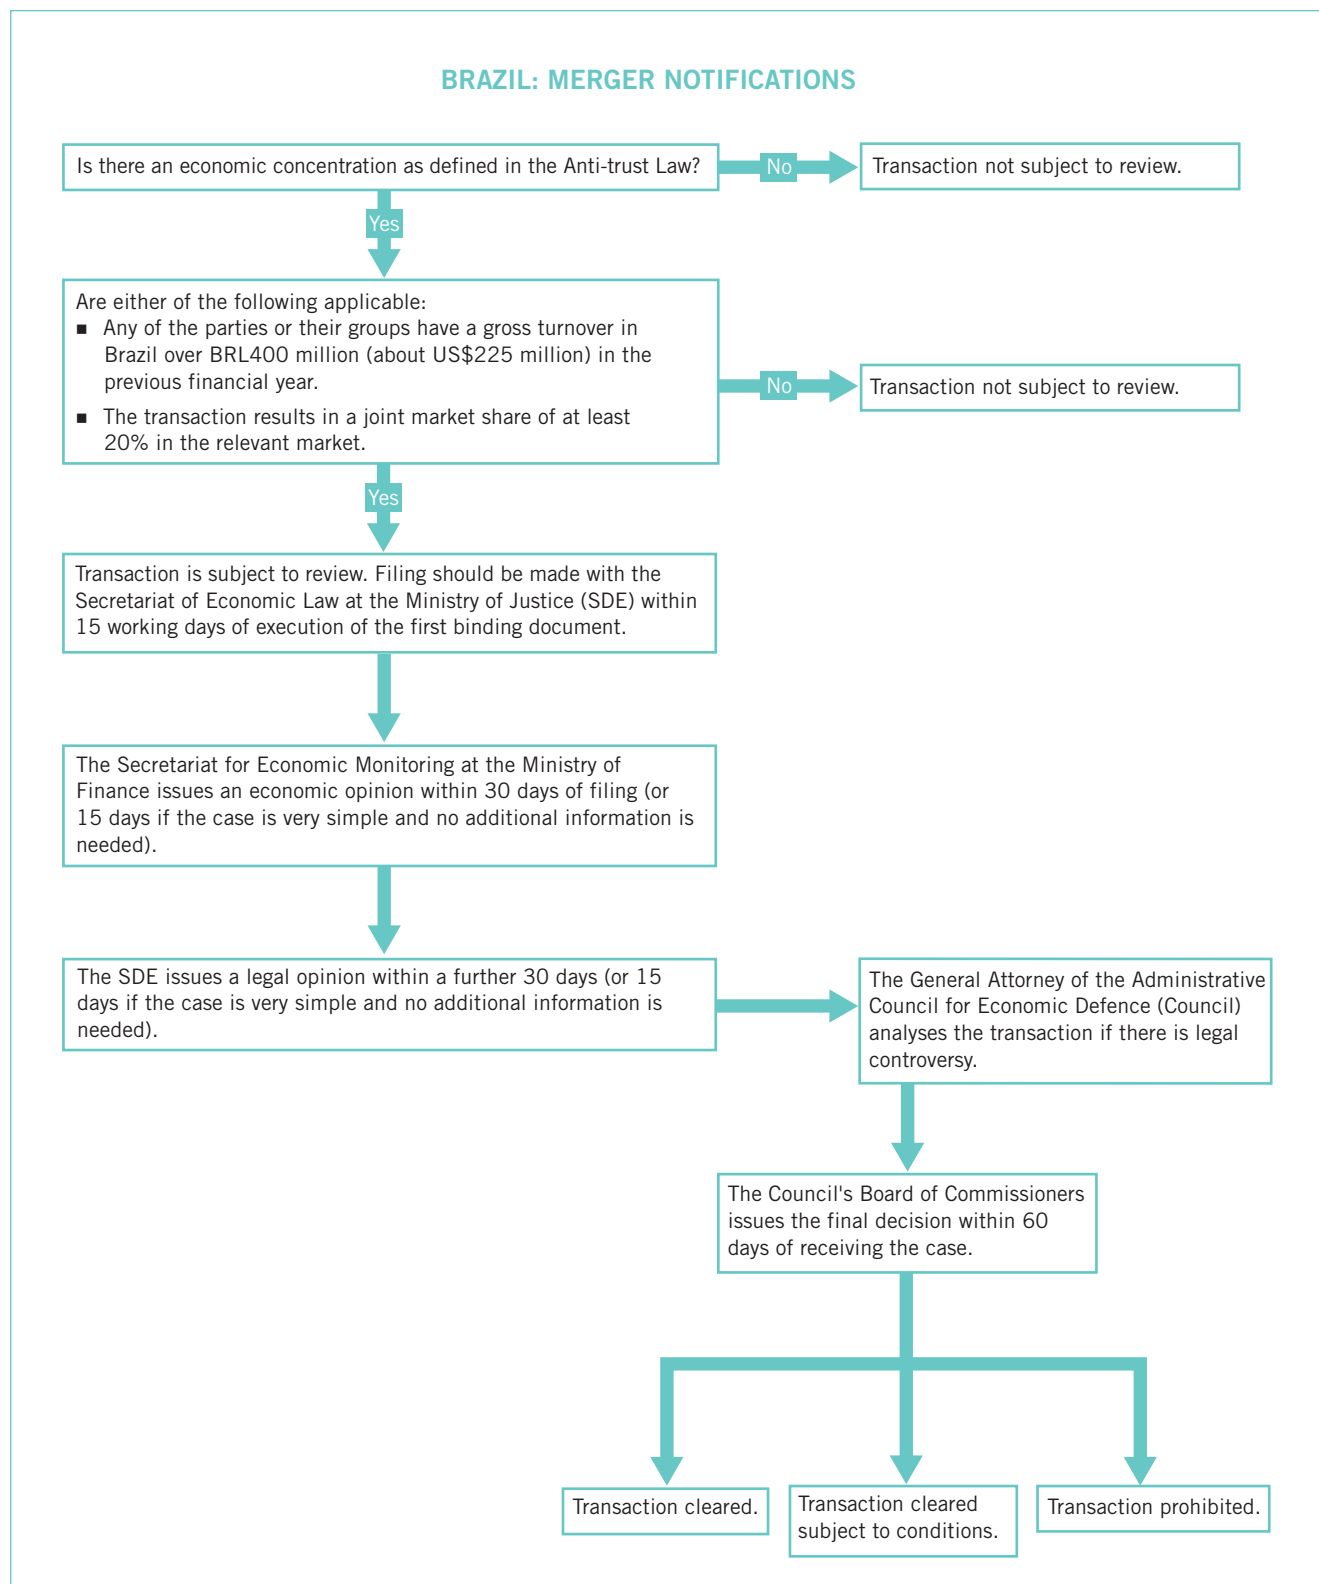 BRAZIL: MERGER NOTIFICATIONS
Is there an economic concentration as defined in the Anti-trust Law?
No
Transaction not subject to review.
Yes
Are either of the following applicable:
■ Any of the parties or their groups have a gross turnover in
Brazil over BRL400 million (about US$225 million) in the
previous financial year.
■ The transaction results in a joint market share of at least
20% in the relevant market.
No
Transaction not subject to review.
Yes
Transaction is subject to review. Filing should be made with the
Secretariat of Economic Law at the Ministry of Justice (SDE) within
15 working days of execution of the first binding document.
The Secretariat for Economic Monitoring at the Ministry of
Finance issues an economic opinion within 30 days of filing (or
15 days if the case is very simple and no additional information is
needed).
The SDE issues a legal opinion within a further 30 days (or 15
days if the case is very simple and no additional information is
needed).
The General Attorney of the Administrative
Council for Economic Defence (Council)
analyses the transaction if there is legal
controversy.
The Council's Board of Commissioners
issues the final decision within 60
days of receiving the case.
Transaction cleared.
Transaction cleared
subject to conditions.
Transaction prohibited.